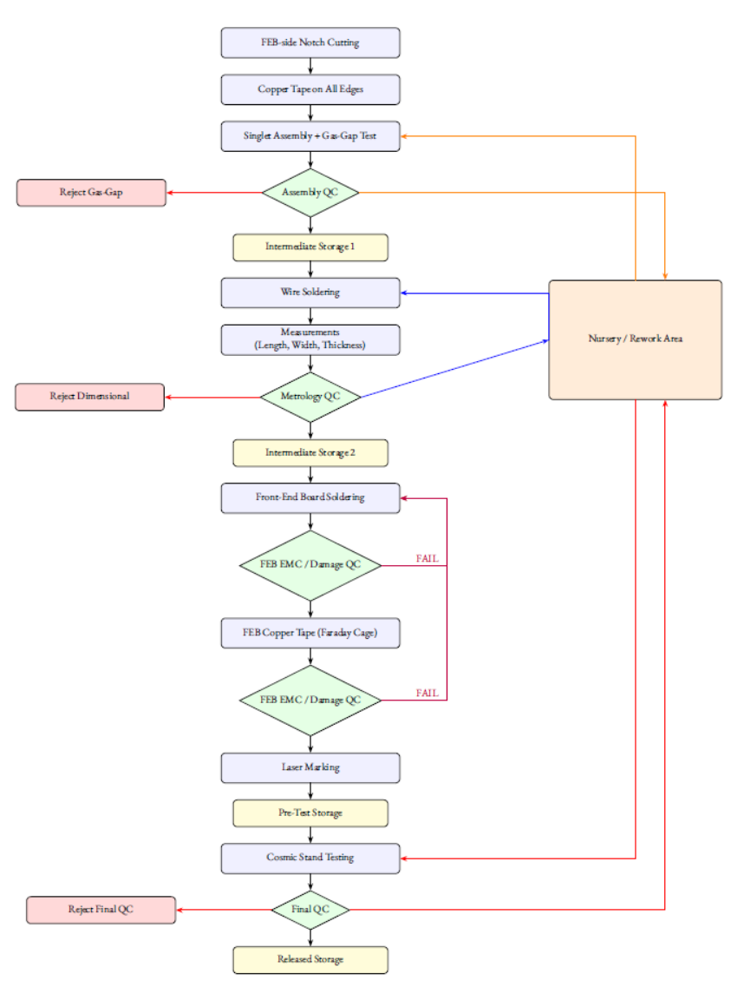 FEB-side Notch Cutting
Copper Tape on All Edges
Singlet Assembly + Gas-Gap Test
Reject Gas-Gap
Assembly QC
Intermediate Storage 1
Wire Soldering
Measurements
(Length, Width, Thickness)
Nursery / Rework Area
Reject Dimensional
Metrology QC
Intermediate Storage 2
Front-End Board Soldering
FEB EMC / Damage QC
FAIL
FEB Copper Tape (Faraday Cage)
FEB EMC / Damage QC
FAIL
Laser Marking
Pre-Test Storage
Cosmic Stand Testing
Reject Final QC
Final QC
Released Storage